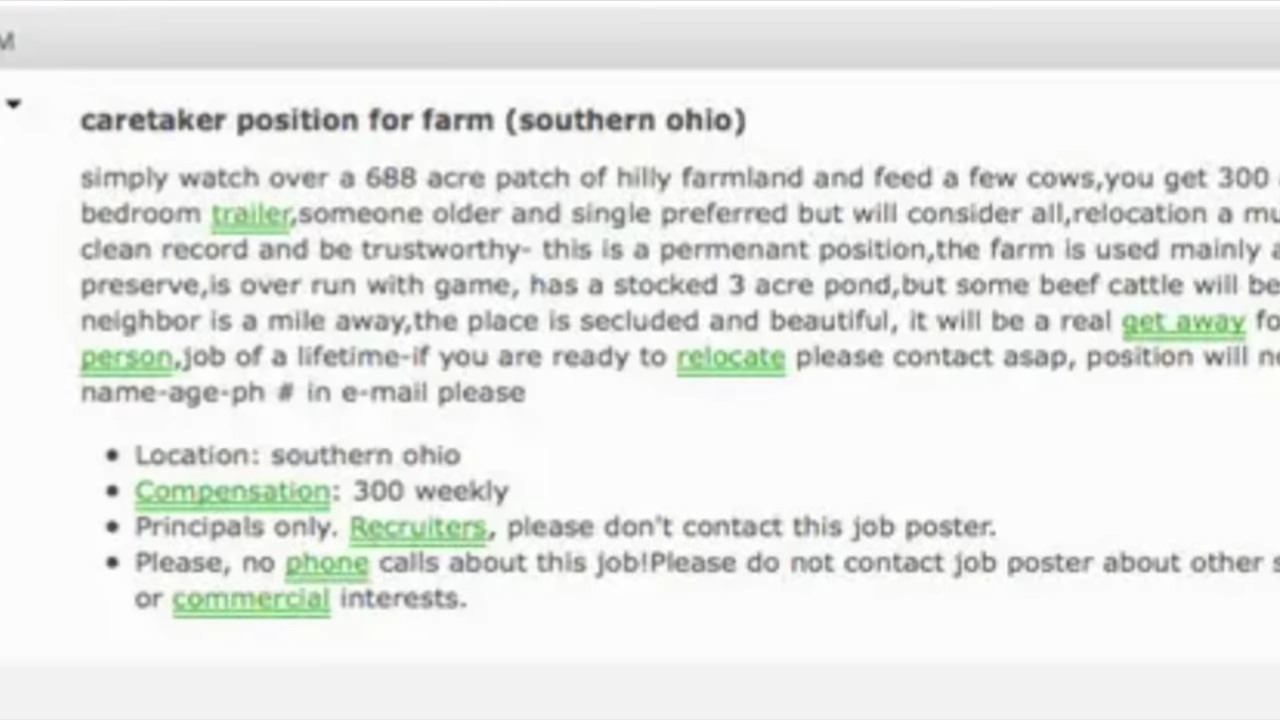 M
caretaker position for farm (southern ohio)
simply watch over a 688 acre patch of hilly farmland and feed a few cows,you get 300
bedroom trailer,someone older and single preferred but will consider all,relocation a mu
clean record and be trustworthy- this is a permenant position,the farm is used mainly a
preserve,is over run with game, has a stocked 3 acre pond,but some beef cattle will be
neighbor is a mile away,the place is secluded and beautiful, it will be a real get away fo
person,job of a lifetime-if you are ready to relocate please contact asap, position will n
name-age-ph # in e-mail please
• Location: southern ohio
• Compensation: 300 weekly
• Principals only. Recruiters, please don't contact this job poster.
• Please, no phone calls about this job!Please do not contact job poster about other s
or commercial interests.